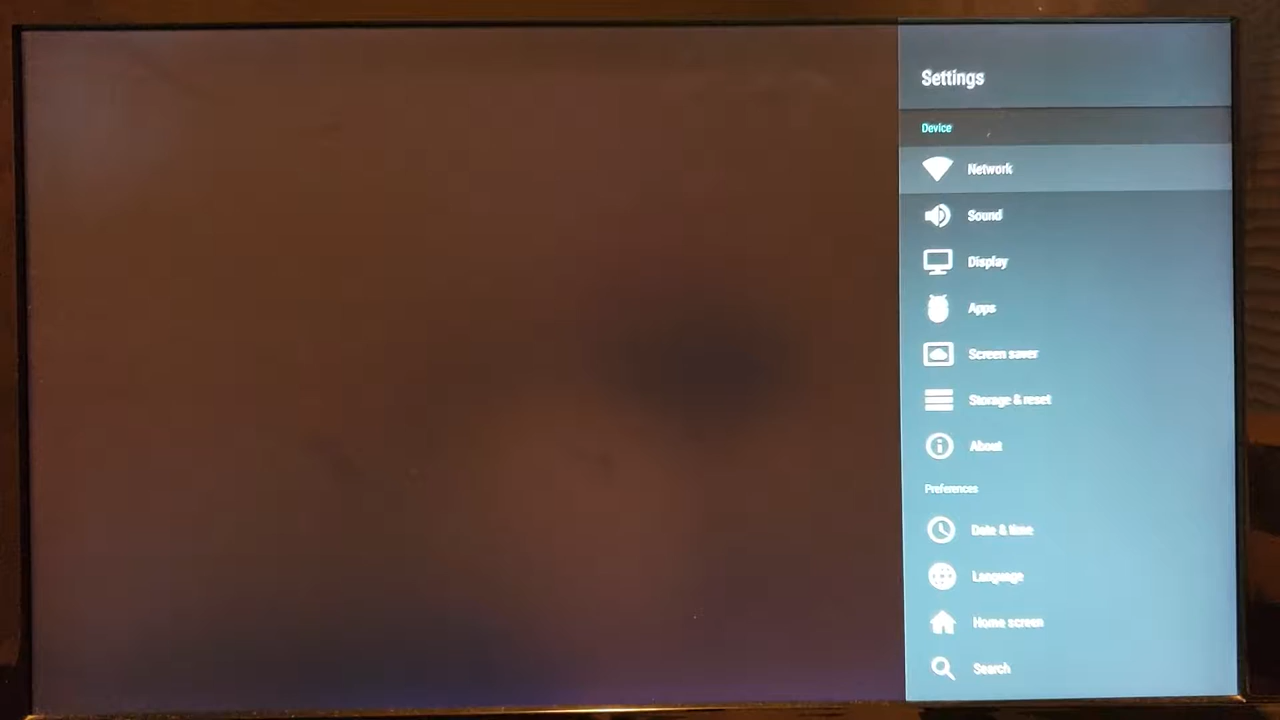 Settings
Device
Network
Sound
Display
Apps
Screen saver
Storage & reset
About
Preferences
Date & time
Language
Home screen
Search